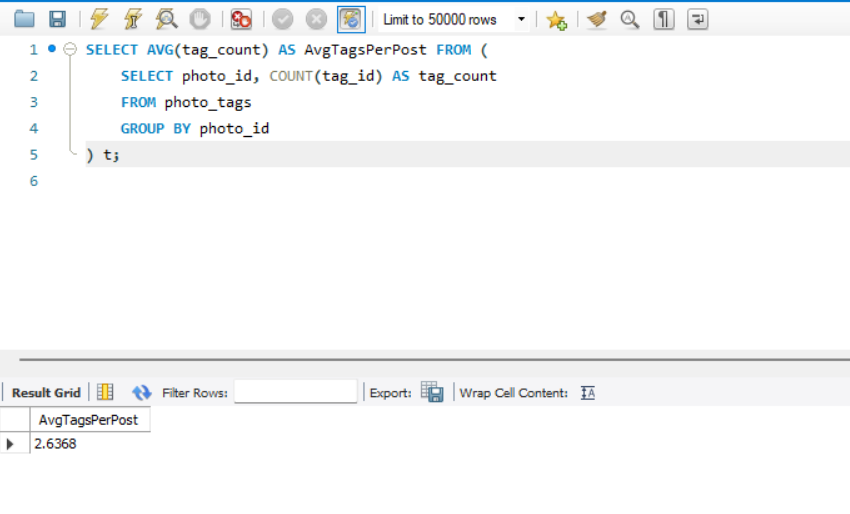 Limit to 50000 rows
1 SELECT AVG(tag_count) AS AvgTagsPerPost FROM (
2 SELECT photo_id, COUNT(tag_id) AS tag_count
3 FROM photo_tags
4 GROUP BY photo_id
5 ) t;
6
Result Grid Filter Rows: Export: Wrap Cell Content: IA
AvgTagsPerPost
2.6368